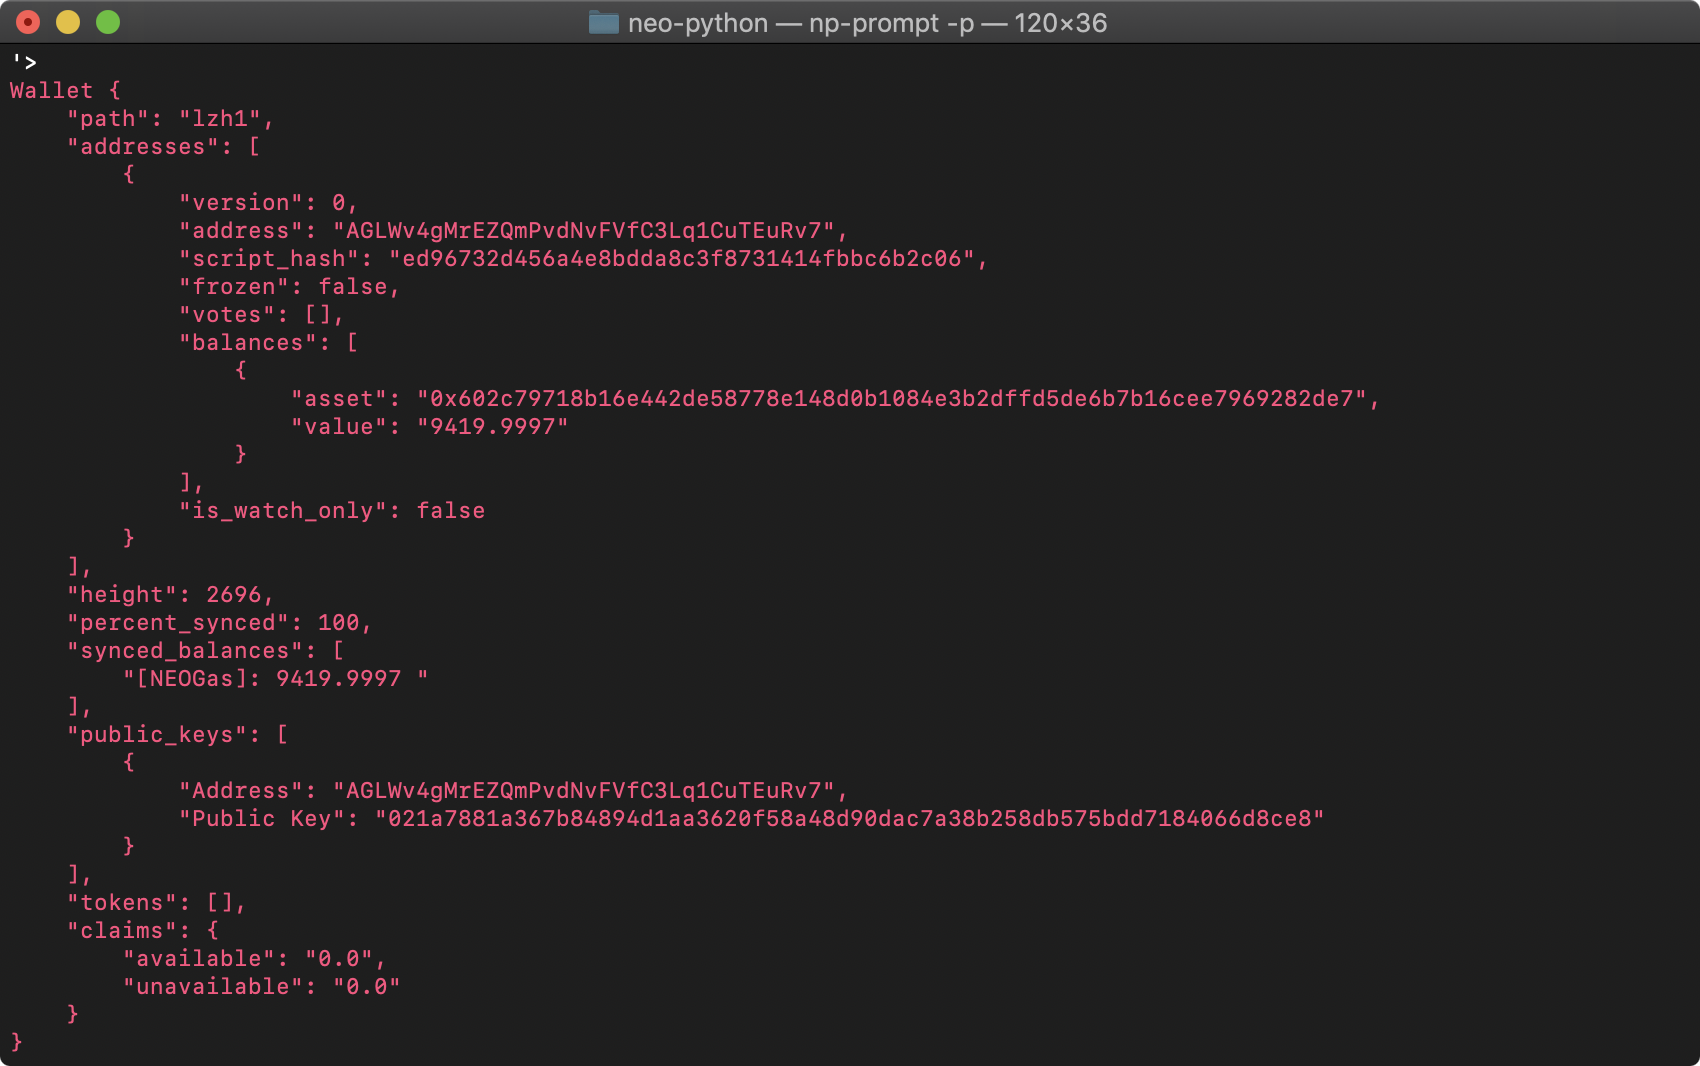 neo-python — np-prompt -p — 120×36
'>
Wallet {
    "path": "lzh1",
    "addresses": [
        {
            "version": 0,
            "address": "AGLWv4gMrEZQmPvdNvFVfC3Lq1CuTEuRv7",
            "script_hash": "ed96732d456a4e8bdda8c3f8731414fbbc6b2c06",
            "frozen": false,
            "votes": [],
            "balances": [
                {
                    "asset": "0x602c79718b16e442de58778e148d0b1084e3b2dffd5de6b7b16cee7969282de7",
                    "value": "9419.9997"
                }
            ],
            "is_watch_only": false
        }
    ],
    "height": 2696,
    "percent_synced": 100,
    "synced_balances": [
        "[NEOGas]: 9419.9997 "
    ],
    "public_keys": [
        {
            "Address": "AGLWv4gMrEZQmPvdNvFVfC3Lq1CuTEuRv7",
            "Public Key": "021a7881a367b84894d1aa3620f58a48d90dac7a38b258db575bdd7184066d8ce8"
        }
    ],
    "tokens": [],
    "claims": {
        "available": "0.0",
        "unavailable": "0.0"
    }
}